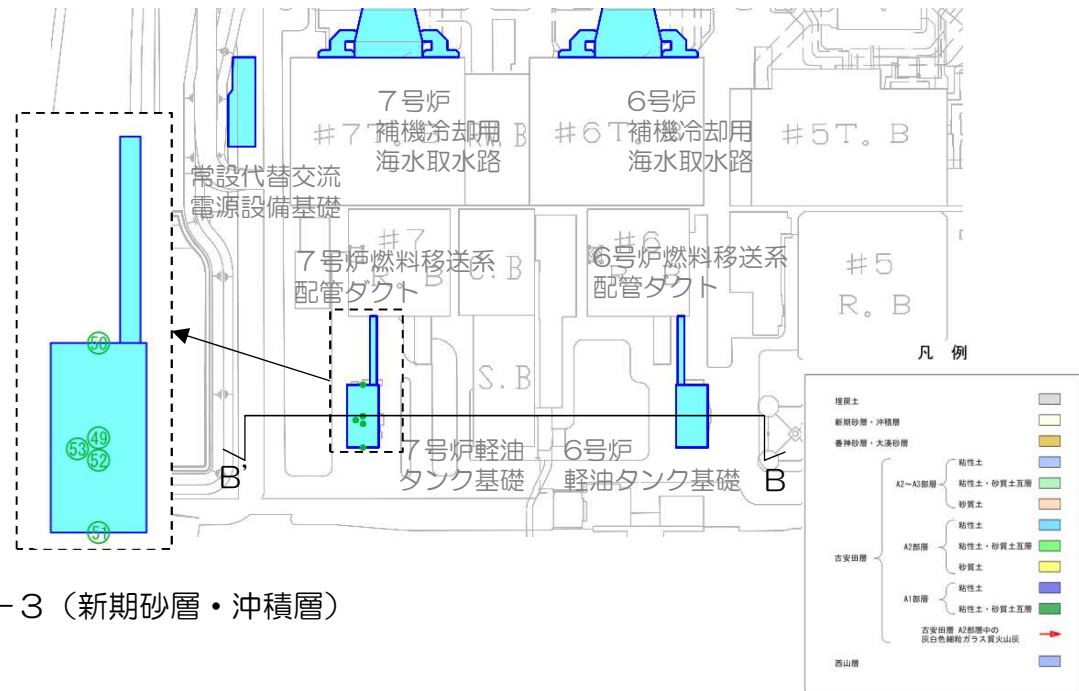 7号炉
補機冷却用
海水取水路
6号炉
補機冷却用
海水取水路
#7T. B
#6T. B
#5T. B
常設代替交流
電源設備基礎
#7
R. B
C.B
#6
R. B
#5
R. B
7号炉燃料移送系
配管ダクト
6号炉燃料移送系
配管ダクト
S.B
50
49
53
52
51
7号炉軽油
タンク基礎
6号炉
軽油タンク基礎
B'
B
-3(新期砂層・沖積層)
凡 例
埋戻土
新期砂層・沖積層
番神砂層・大湊砂層
古安田層
A2~A3部層
粘性土
粘性土・砂質土互層
砂質土
A2部層
粘性土
粘性土・砂質土互層
砂質土
A1部層
粘性土
粘性土・砂質土互層
古安田層 A2部層中の
灰白色細粒ガラス質火山灰
西山層